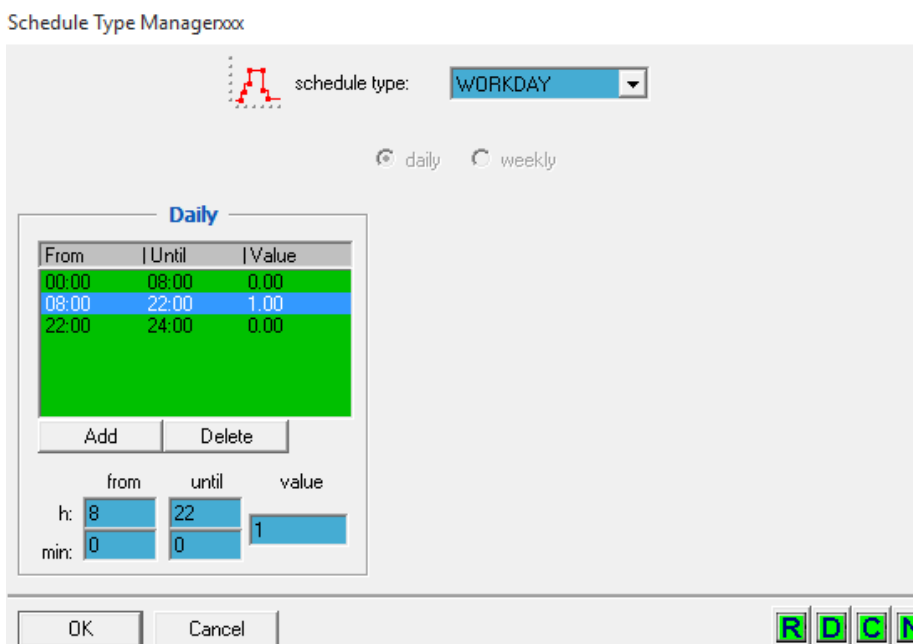 Schedule Type Managerxxx
schedule type: WORKDAY
daily weekly
Daily
From | Until | Value
00:00 08:00 0.00
08:00 22:00 1.00
22:00 24:00 0.00
Add Delete
from until value
h: 8 22
1
min: 0 0
OK Cancel R D C N